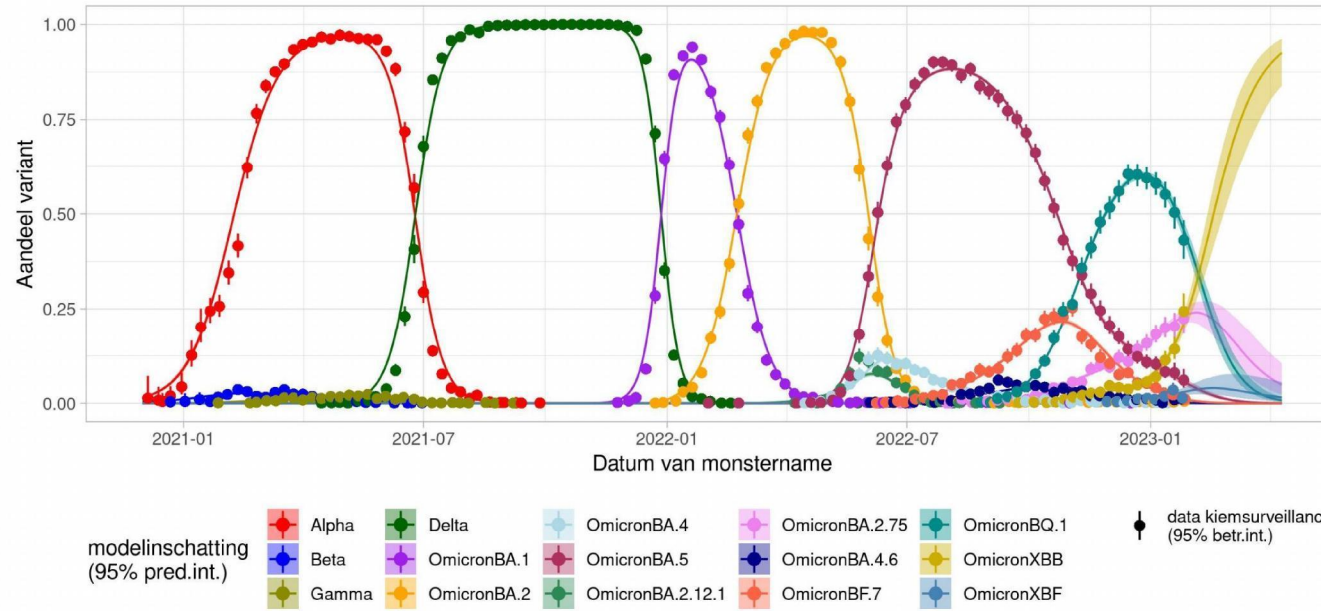 1.00
0.75
0.50
0.25
0.00
Aandeel variant
2021-01 2021-07 2022-01 2022-07 2023-01
Datum van monstername
modelinschatting
(95% pred.int.)
Alpha Delta OmicronBA.4 OmicronBA.2.75 OmicronBQ.1
Beta OmicronBA.1 OmicronBA.5 OmicronBA.4.6 OmicronXBB
Gamma OmicronBA.2 OmicronBA.2.12.1 OmicronBF.7 OmicronXBF
data kiemsurveillanc
(95% betr.int.)